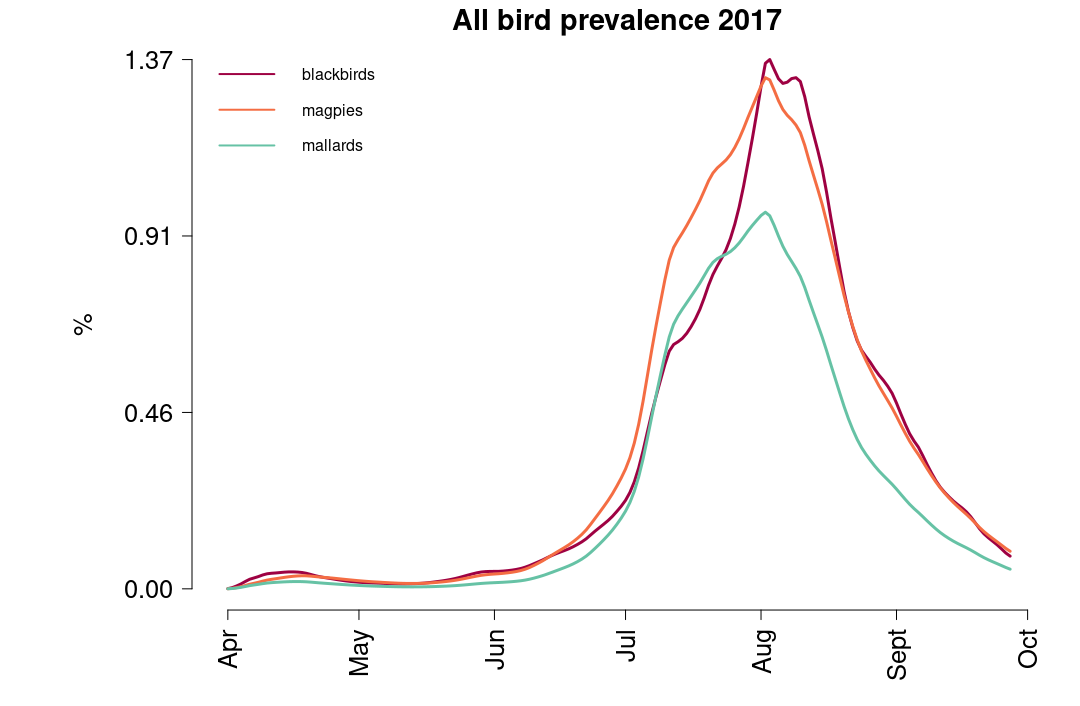 All bird prevalence 2017
1.37
0.91
0.46
0.00
%
blackbirds
magpies
mallards
Apr
May
Jun
Jul
Aug
Sept
Oct